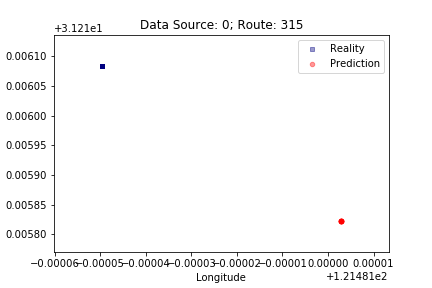 Data Source: 0; Route: 315
+3.121e1
Reality
Prediction
0.00610
0.00605
0.00600
0.00595
0.00590
0.00585
0.00580
−0.00006 −0.00005 −0.00004 −0.00003 −0.00002 −0.00001 0.00000 0.00001
Longitude
+1.21481e2